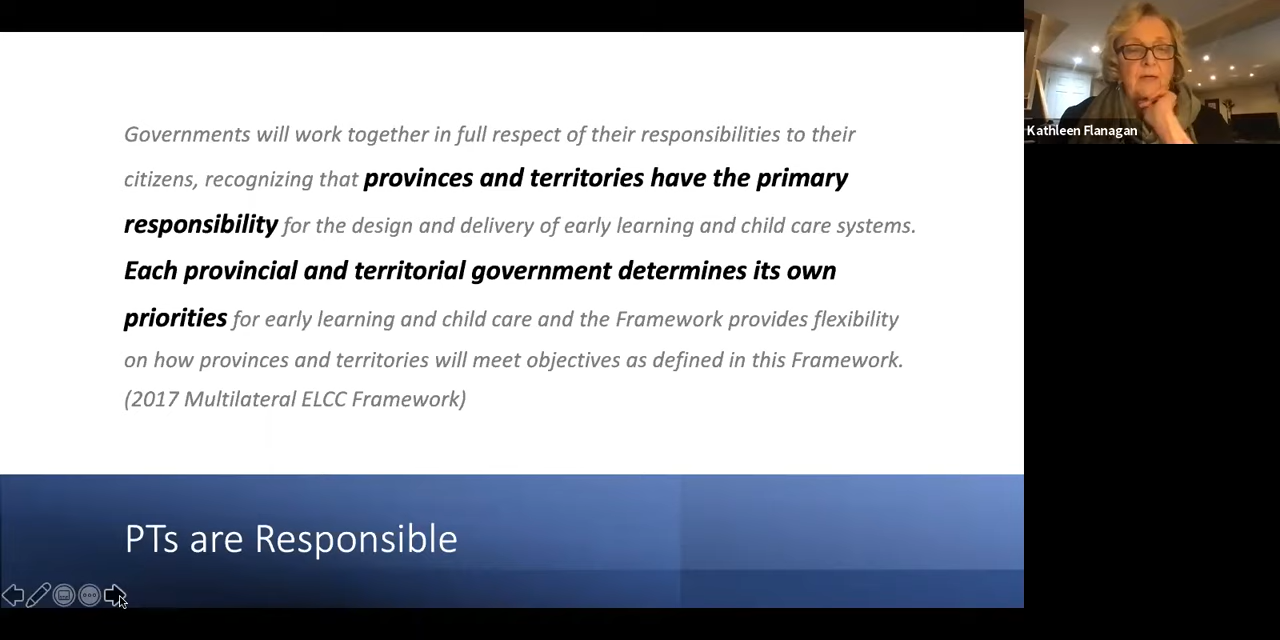 Governments will work together in full respect of their responsibilities to their
citizens, recognizing that provinces and territories have the primary
responsibility for the design and delivery of early learning and child care systems.
Each provincial and territorial government determines its own
priorities for early learning and child care and the Framework provides flexibility
on how provinces and territories will meet objectives as defined in this Framework.
(2017 Multilateral ELCC Framework)
PTs are Responsible
Kathleen Flanagan